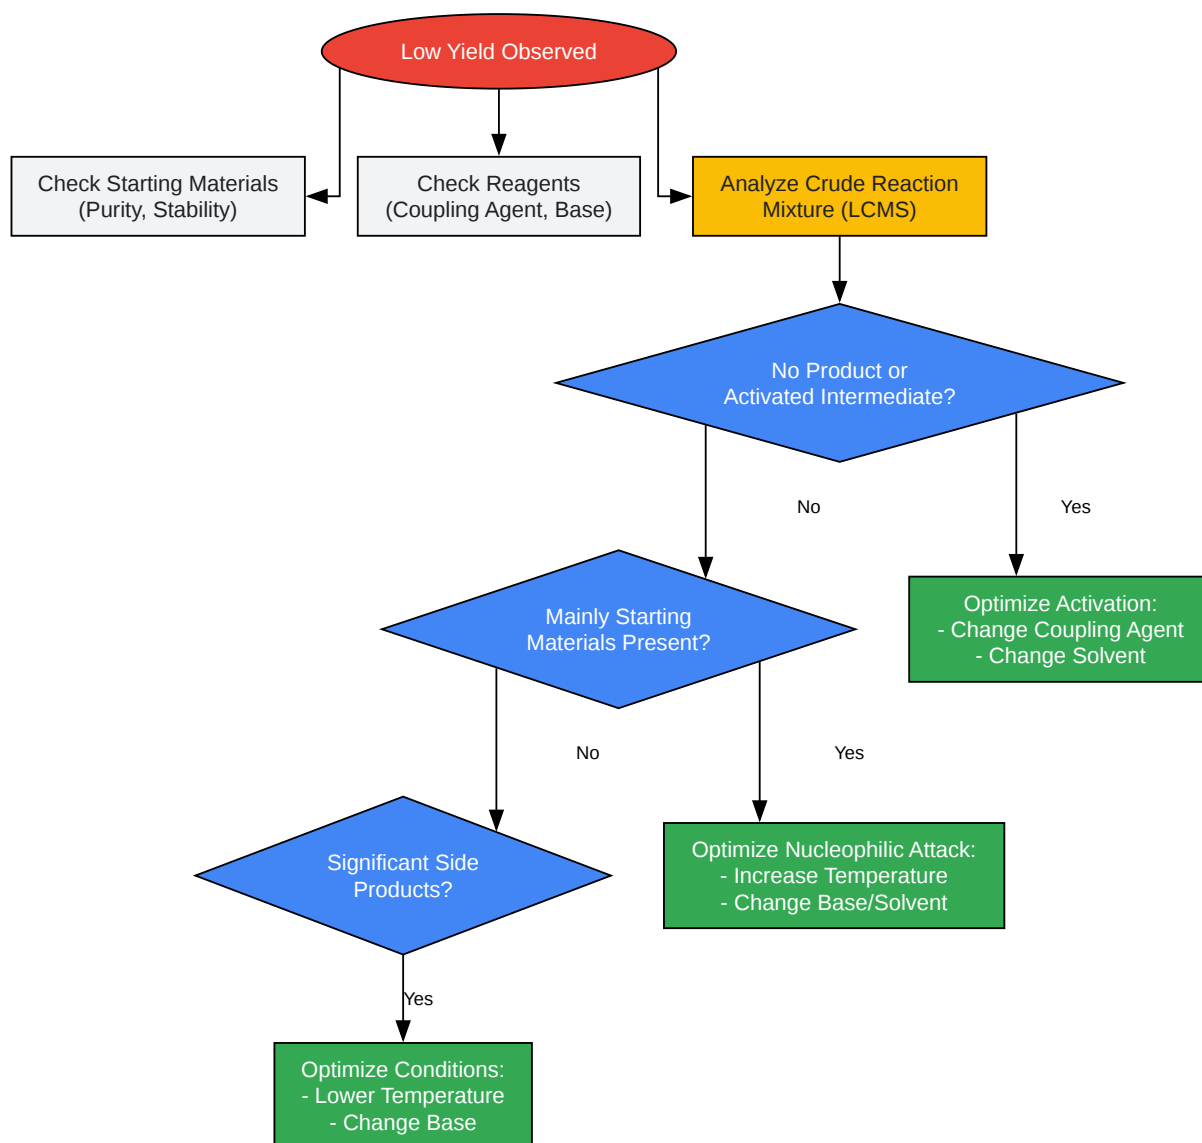 Low Yield Observed
Check Starting Materials
(Purity, Stability)
Check Reagents
(Coupling Agent, Base)
Analyze Crude Reaction
Mixture (LCMS)
No Product or
Activated Intermediate?
No
Yes
Mainly Starting
Materials Present?
Optimize Activation:
- Change Coupling Agent
- Change Solvent
No
Yes
Significant Side
Products?
Optimize Nucleophilic Attack:
- Increase Temperature
- Change Base/Solvent
Yes
Optimize Conditions:
- Lower Temperature
- Change Base